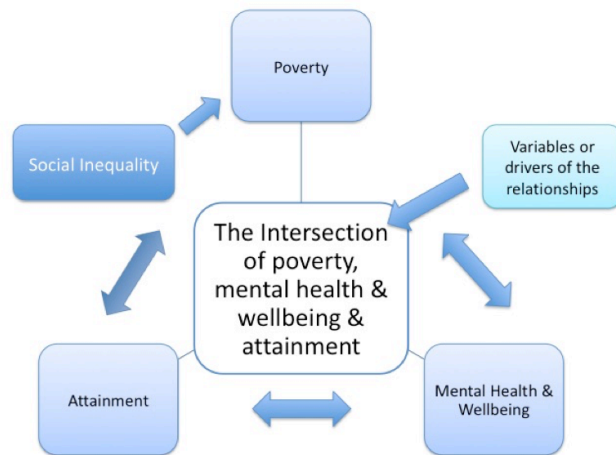 Poverty
Social Inequality
Variables or
drivers of the
relationships
The Intersection
of poverty,
mental health &
wellbeing &
attainment
Attainment
Mental Health &
Wellbeing